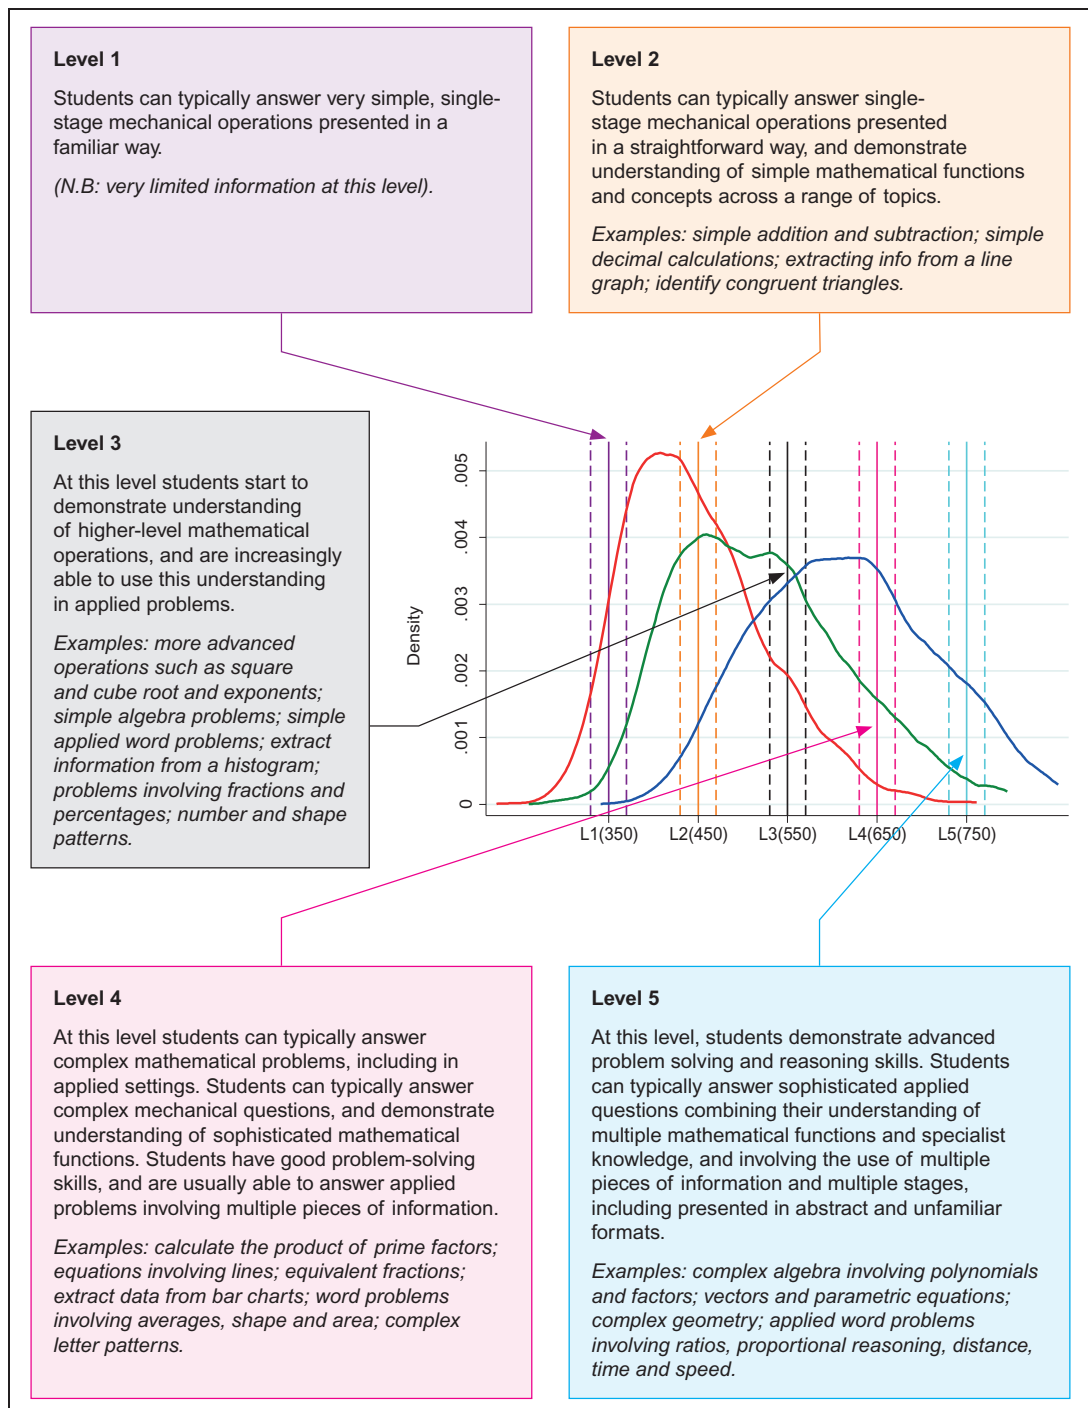 Level 1
Students can typically answer very simple, single-
stage mechanical operations presented in a
familiar way.
(N.B: very limited information at this level).
Level 2
Students can typically answer single-
stage mechanical operations presented
in a straightforward way, and demonstrate
understanding of simple mathematical functions
and concepts across a range of topics.
Examples: simple addition and subtraction; simple
decimal calculations; extracting info from a line
graph; identify congruent triangles.
Level 3
At this level students start to
demonstrate understanding
of higher-level mathematical
operations, and are increasingly
able to use this understanding
in applied problems.
Examples: more advanced
operations such as square
and cube root and exponents;
simple algebra problems; simple
applied word problems; extract
information from a histogram;
problems involving fractions and
percentages; number and shape
patterns.
Density
.005
.004
.003
.002
.001
0
L1(350)
L2(450)
L3(550)
L4(650)
L5(750)
Level 4
At this level students can typically answer
complex mathematical problems, including in
applied settings. Students can typically answer
complex mechanical questions, and demonstrate
understanding of sophisticated mathematical
functions. Students have good problem-solving
skills, and are usually able to answer applied
problems involving multiple pieces of information.
Examples: calculate the product of prime factors;
equations involving lines; equivalent fractions;
extract data from bar charts; word problems
involving averages, shape and area; complex
letter patterns.
Level 5
At this level, students demonstrate advanced
problem solving and reasoning skills. Students
can typically answer sophisticated applied
questions combining their understanding of
multiple mathematical functions and specialist
knowledge, and involving the use of multiple
pieces of information and multiple stages,
including presented in abstract and unfamiliar
formats.
Examples: complex algebra involving polynomials
and factors; vectors and parametric equations;
complex geometry; applied word problems
involving ratios, proportional reasoning, distance,
time and speed.